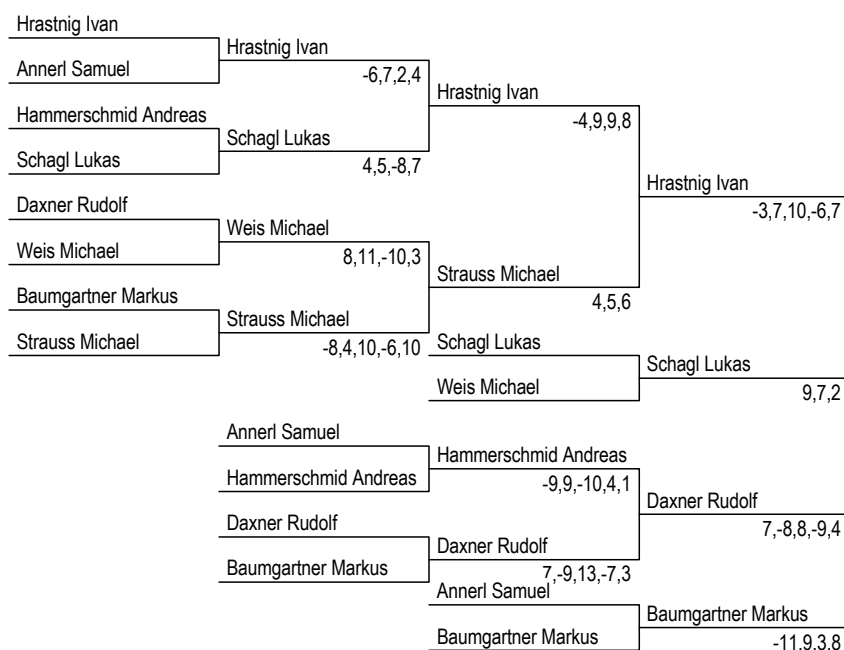 Hrastnig Ivan
Hrastnig Ivan
Annerl Samuel
-6,7,2,4
Hrastnig Ivan
Hammerschmid Andreas
-4,9,9,8
Schagl Lukas
Schagl Lukas
4,5,-8,7
Hrastnig Ivan
Daxner Rudolf
-3,7,10,-6,7
Weis Michael
Weis Michael
8,11,-10,3
Strauss Michael
Baumgartner Markus
4,5,6
Strauss Michael
Strauss Michael
-8,4,10,-6,10
Schagl Lukas
Schagl Lukas
Weis Michael
9,7,2
Annerl Samuel
Hammerschmid Andreas
Hammerschmid Andreas
-9,9,-10,4,1
Daxner Rudolf
Daxner Rudolf
7,-8,8,-9,4
Daxner Rudolf
Baumgartner Markus
7,-9,13,-7,3
Annerl Samuel
Baumgartner Markus
Baumgartner Markus
-11,9,3,8